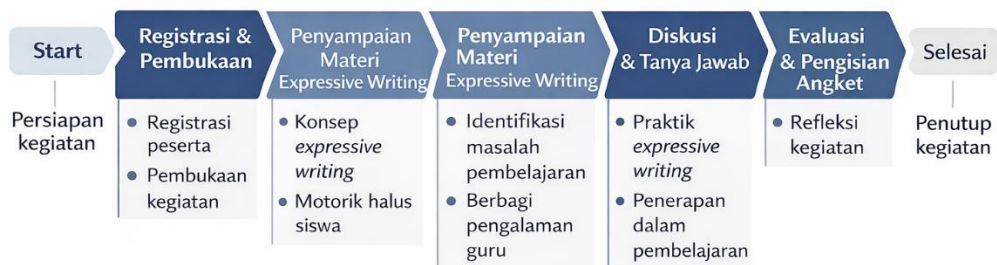 Start
Persiapan
kegiatan
Registrasi &
Pembukaan
• Registrasi
peserta
• Pembukaan
kegiatan
Penyampaian
Materi
Expressive Writing
• Konsep
expressive
writing
• Motorik halus
siswa
Penyampaian
Materi
Expressive Writing
• Identifikasi
masalah
pembelajaran
• Berbagi
pengalaman
guru
Diskusi
& Tanya Jawab
• Praktik
expressive
writing
• Penerapan
dalam
pembelajaran
Evaluasi
& Pengisian
Angket
• Refleksi
kegiatan
Selesai
Penutup
kegiatan